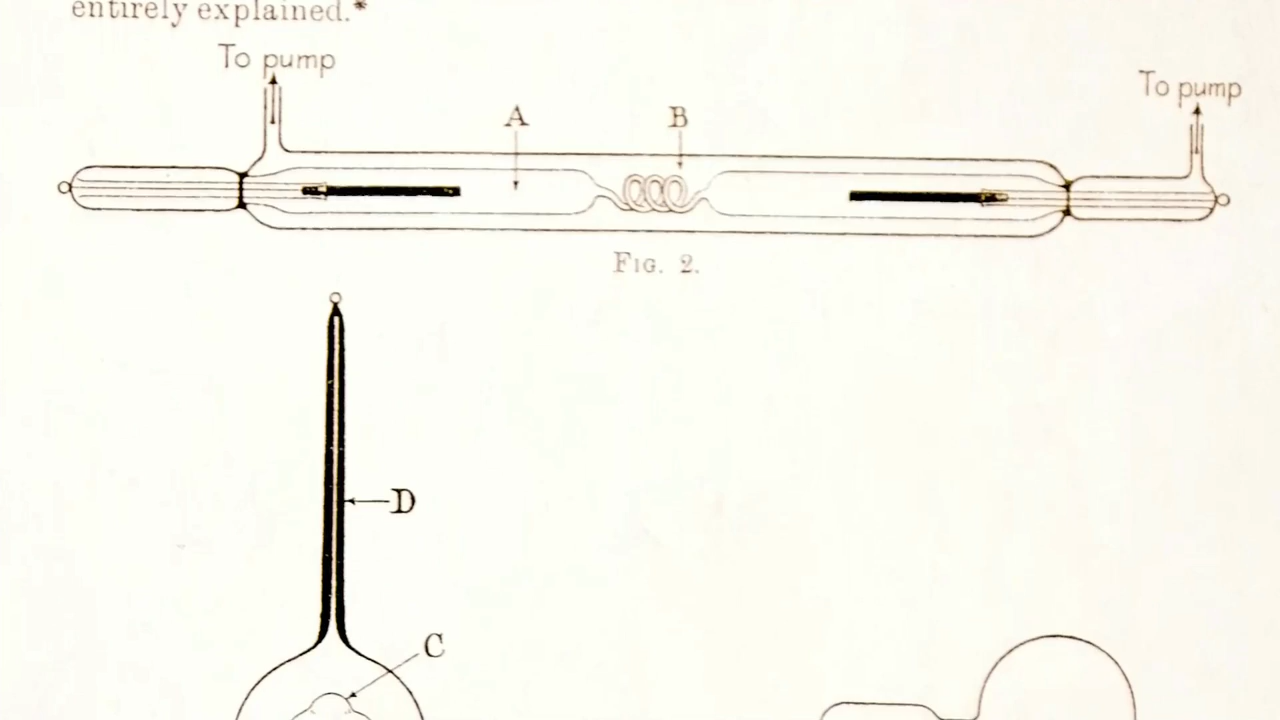 entirely explained.*
To pump
To pump
A
B
FIG. 2.
D
C